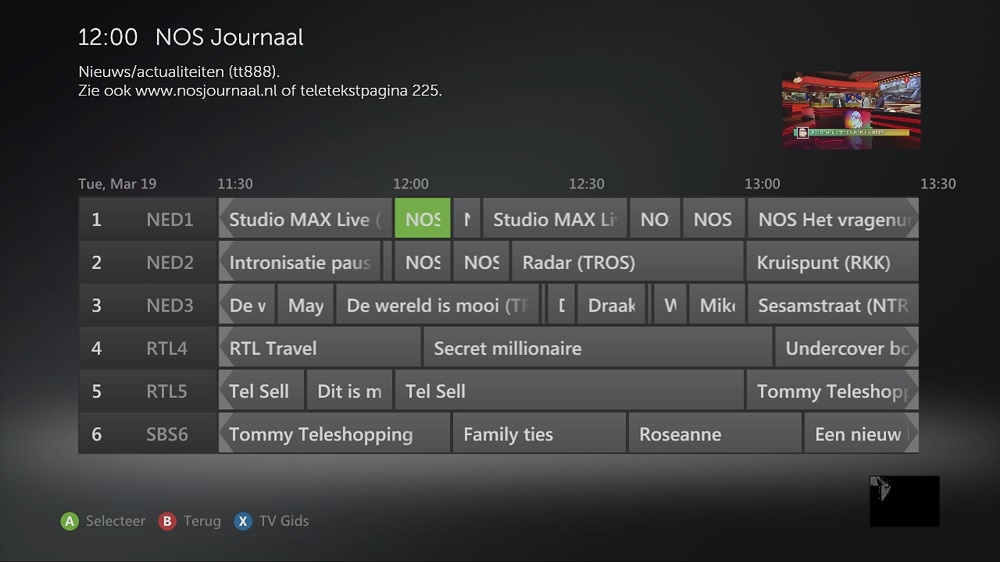 12:00 NOS Journaal
Nieuws/actualiteiten (tt888).
Zie ook www.nosjournaal.nl of teletekstpagina 225.
Tue, Mar 19 11:30 12:00 12:30 13:00 13:30
1 NED1 Studio MAX Live ( NOS N Studio MAX Li NO NOS NOS Het vragenu
2 NED2 Intronisatie paus NOS NOS Radar (TROS) Kruispunt (RKK)
3 NED3 De w May De wereld is mooi (TR D Draak W Mike Sesamstraat (NTR
4 RTL4 RTL Travel Secret millionaire Undercover bo
5 RTL5 Tel Sell Dit is m Tel Sell Tommy Teleshopp
6 SBS6 Tommy Teleshopping Family ties Roseanne Een nieuw
A Selecteer B Terug X TV Gids